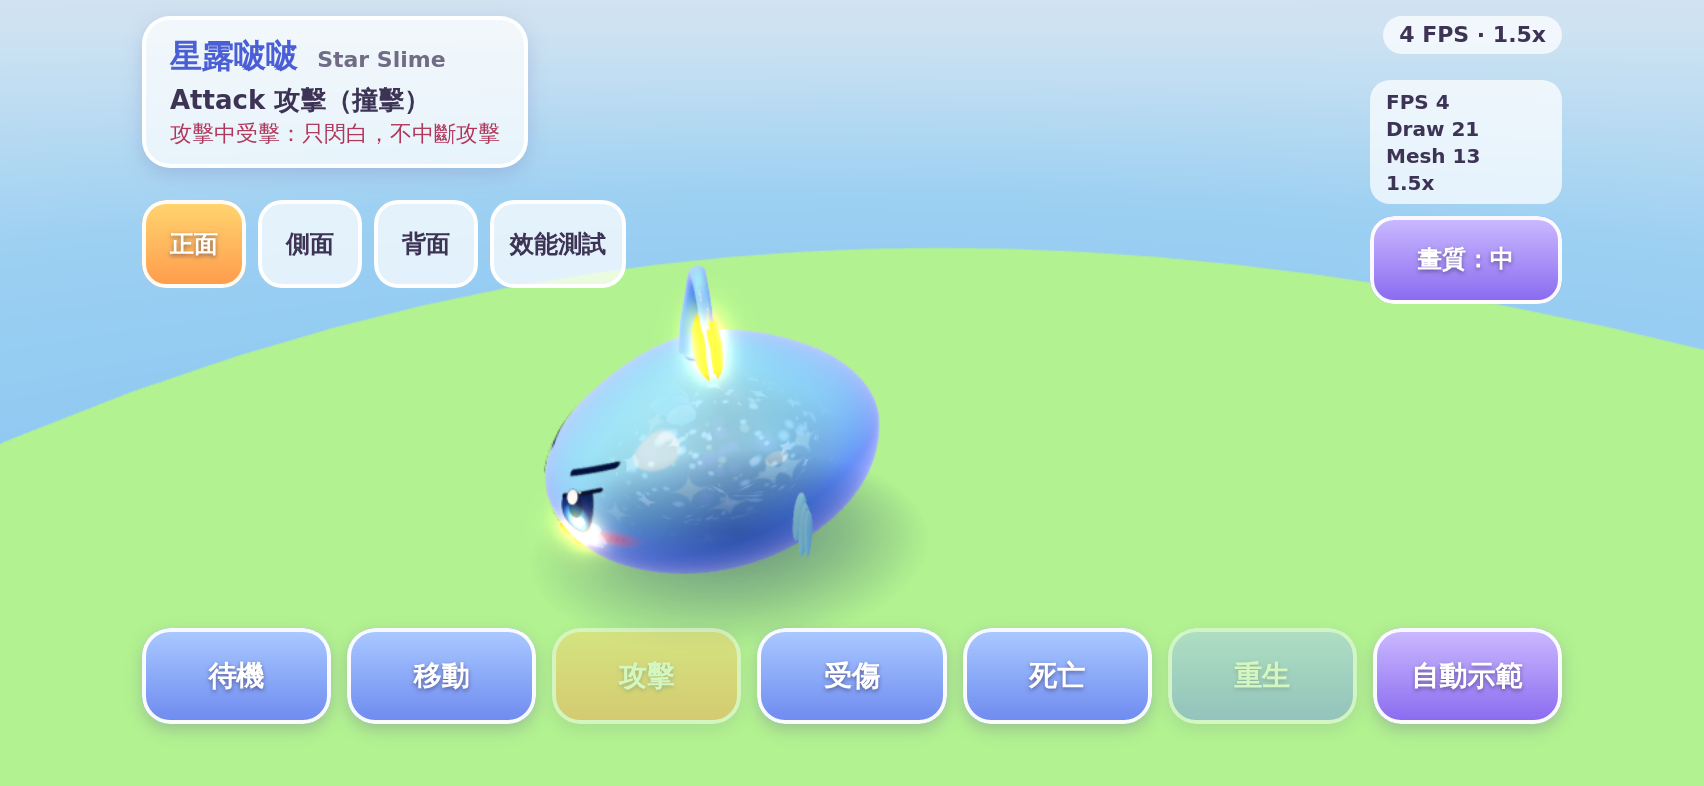 星露啵啵 Star Slime
Attack 攻擊（撞擊）
攻擊中受擊：只閃白，不中斷攻擊
4 FPS · 1.5x
FPS 4
Draw 21
Mesh 13
1.5x
正面 側面 背面 效能測試
畫質：中
待機 移動 攻擊 受傷 死亡 重生 自動示範